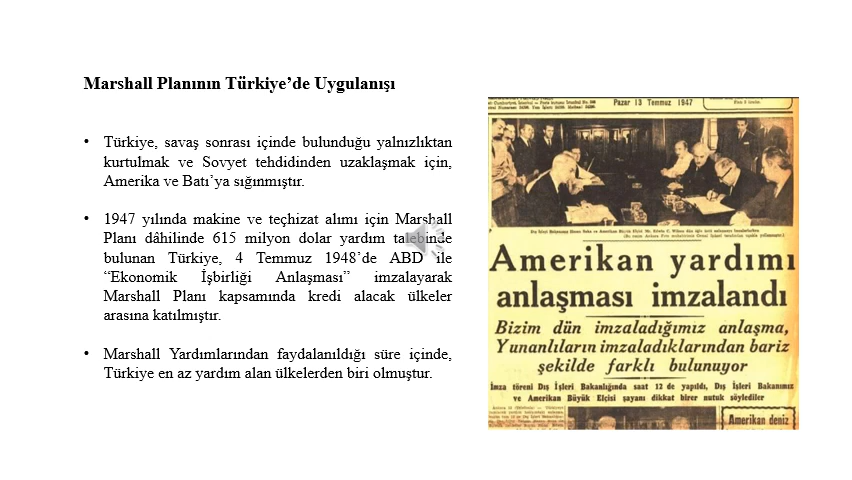 Marshall Planının Türkiye’de Uygulanışı
• Türkiye, savaş sonrası içinde bulunduğu yalnızlıktan
kurtulmak ve Sovyet tehdidinden uzaklaşmak için,
Amerika ve Batı’ya sığınmıştır.
• 1947 yılında makine ve teçhizat alımı için Marshall
Planı dâhilinde 615 milyon dolar yardım talebinde
bulunan Türkiye, 4 Temmuz 1948’de ABD ile
“Ekonomik İşbirliği Anlaşması” imzalayarak
Marshall Planı kapsamında kredi alacak ülkeler
arasına katılmıştır.
• Marshall Yardımlarından faydalanıldığı süre içinde,
Türkiye en az yardım alan ülkelerden biri olmuştur.
Pazar 13 Temmuz 1947
Amerikan yardımı
anlaşması imzalandı
Bizim dün imzaladığımız anlaşma,
Yunanlıların imzaladıklarından bariz
şekilde farklı bulunuyor
İmza töreni Dış İşleri Bakanlığında saat 12 de yapıldı, Dış İşleri Bakanımız
ve Amerikan Büyük Elçisi şayanı dikkat birer nutuk söylediler
Amerikan deniz